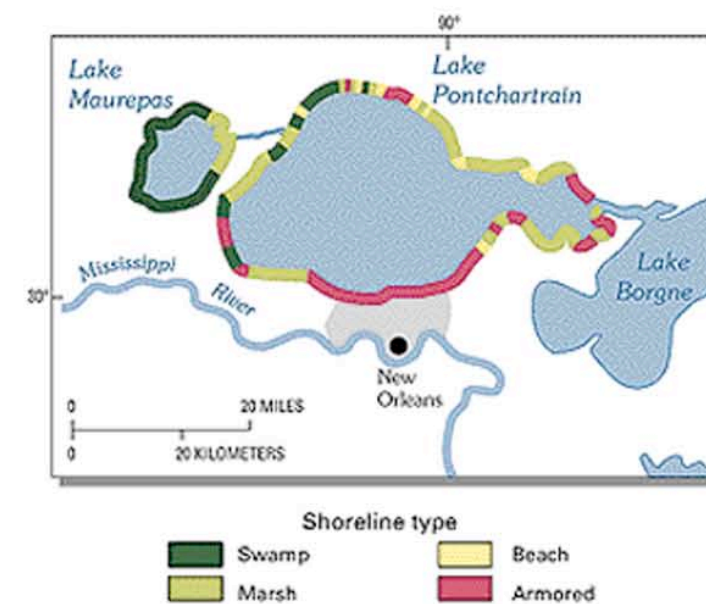 90°
Lake
Maurepas
Lake
Pontchartrain
Mississippi
River
30°
Lake
Borgne
New
Orleans
0
20 MILES
0
20 KILOMETERS
Shoreline type
Swamp
Beach
Marsh
Armored